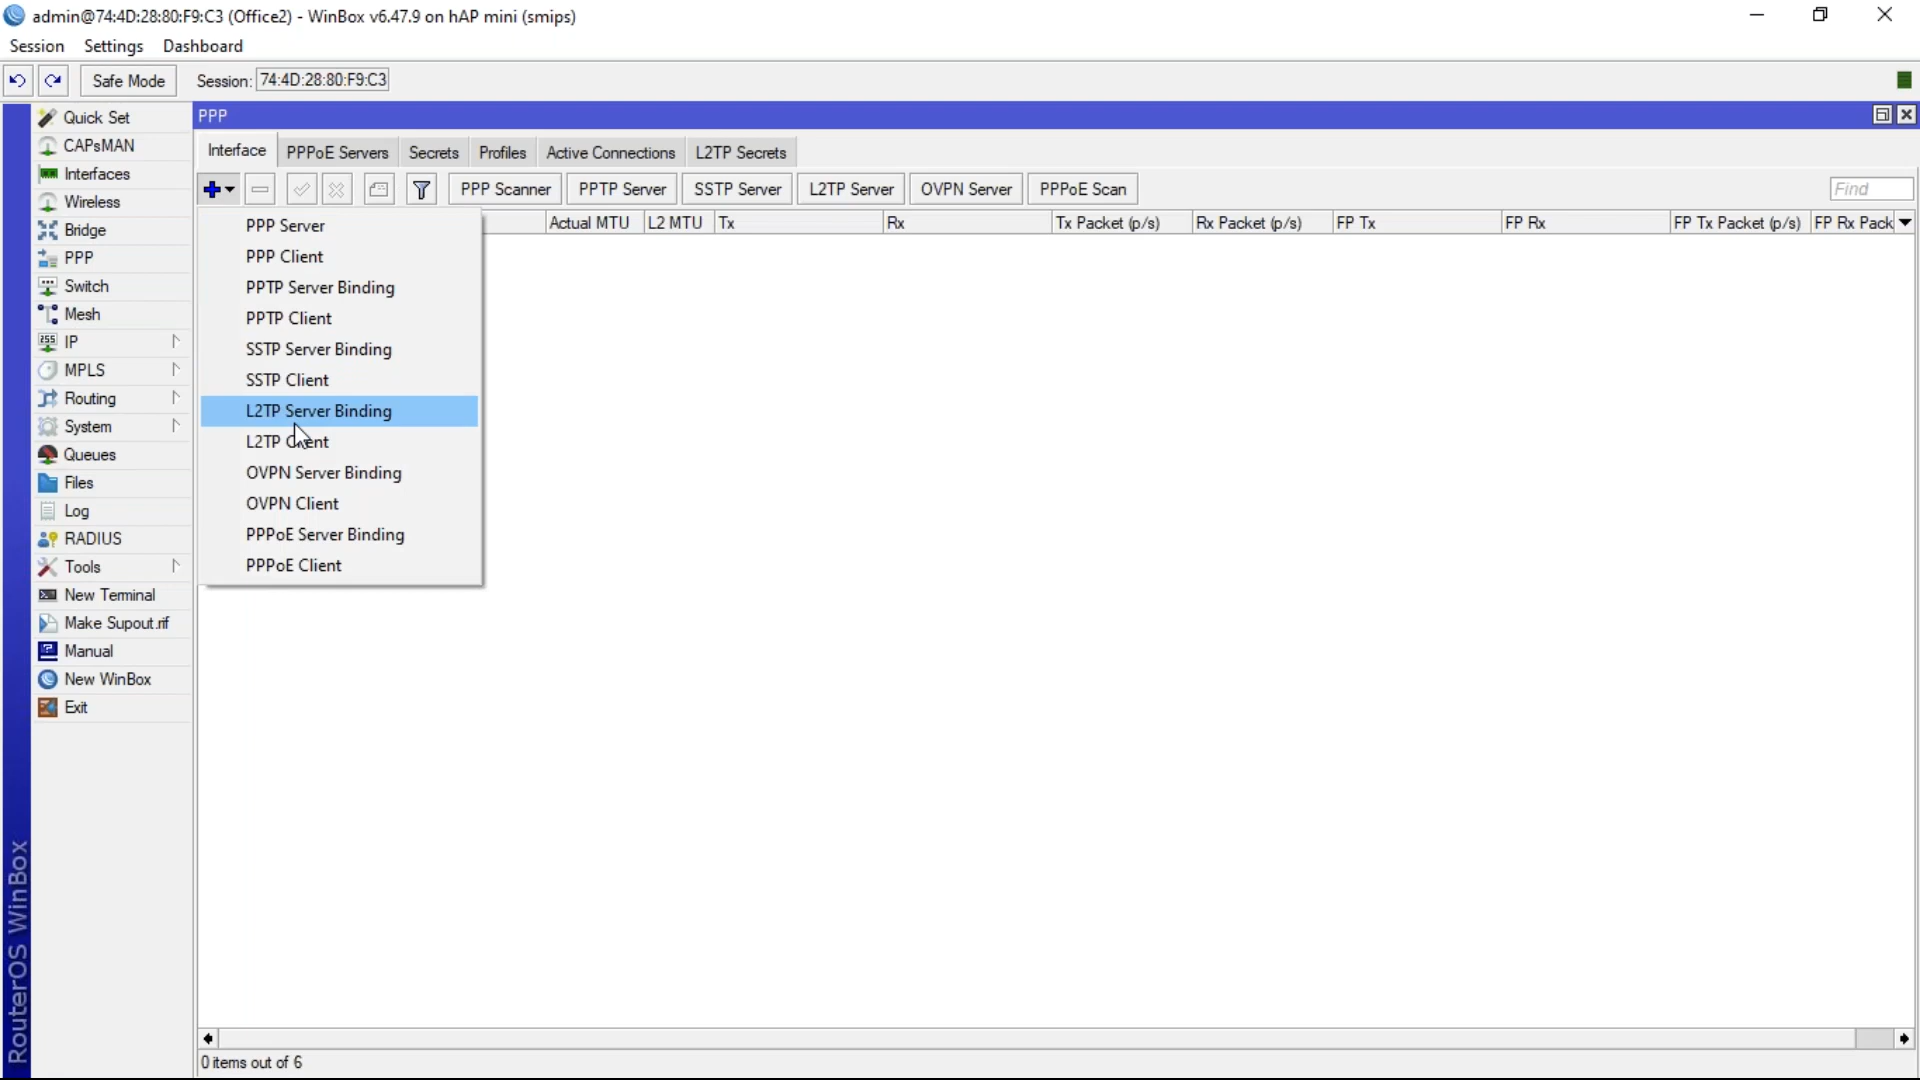 admin@74:4D:28:80:F9:C3 (Office2) - WinBox v6.47.9 on hAP mini (smips)
Session Settings Dashboard
Safe Mode Session: 74:4D:28:80:F9:C3
Quick Set
CAPsMAN
Interfaces
Wireless
Bridge
PPP
Switch
Mesh
IP
MPLS
Routing
System
Queues
Files
Log
RADIUS
Tools
New Terminal
Make Supout.rif
Manual
New WinBox
Exit
RouterOS WinBox
PPP
Interface PPPoE Servers Secrets Profiles Active Connections L2TP Secrets
PPP Scanner PPTP Server SSTP Server L2TP Server OVPN Server PPPoE Scan Find
Actual MTU L2 MTU Tx Rx Tx Packet (p/s) Rx Packet (p/s) FP Tx FP Rx FP Tx Packet (p/s) FP Rx Pack
PPP Server
PPP Client
PPTP Server Binding
PPTP Client
SSTP Server Binding
SSTP Client
L2TP Server Binding
L2TP Client
OVPN Server Binding
OVPN Client
PPPoE Server Binding
PPPoE Client
0 items out of 6